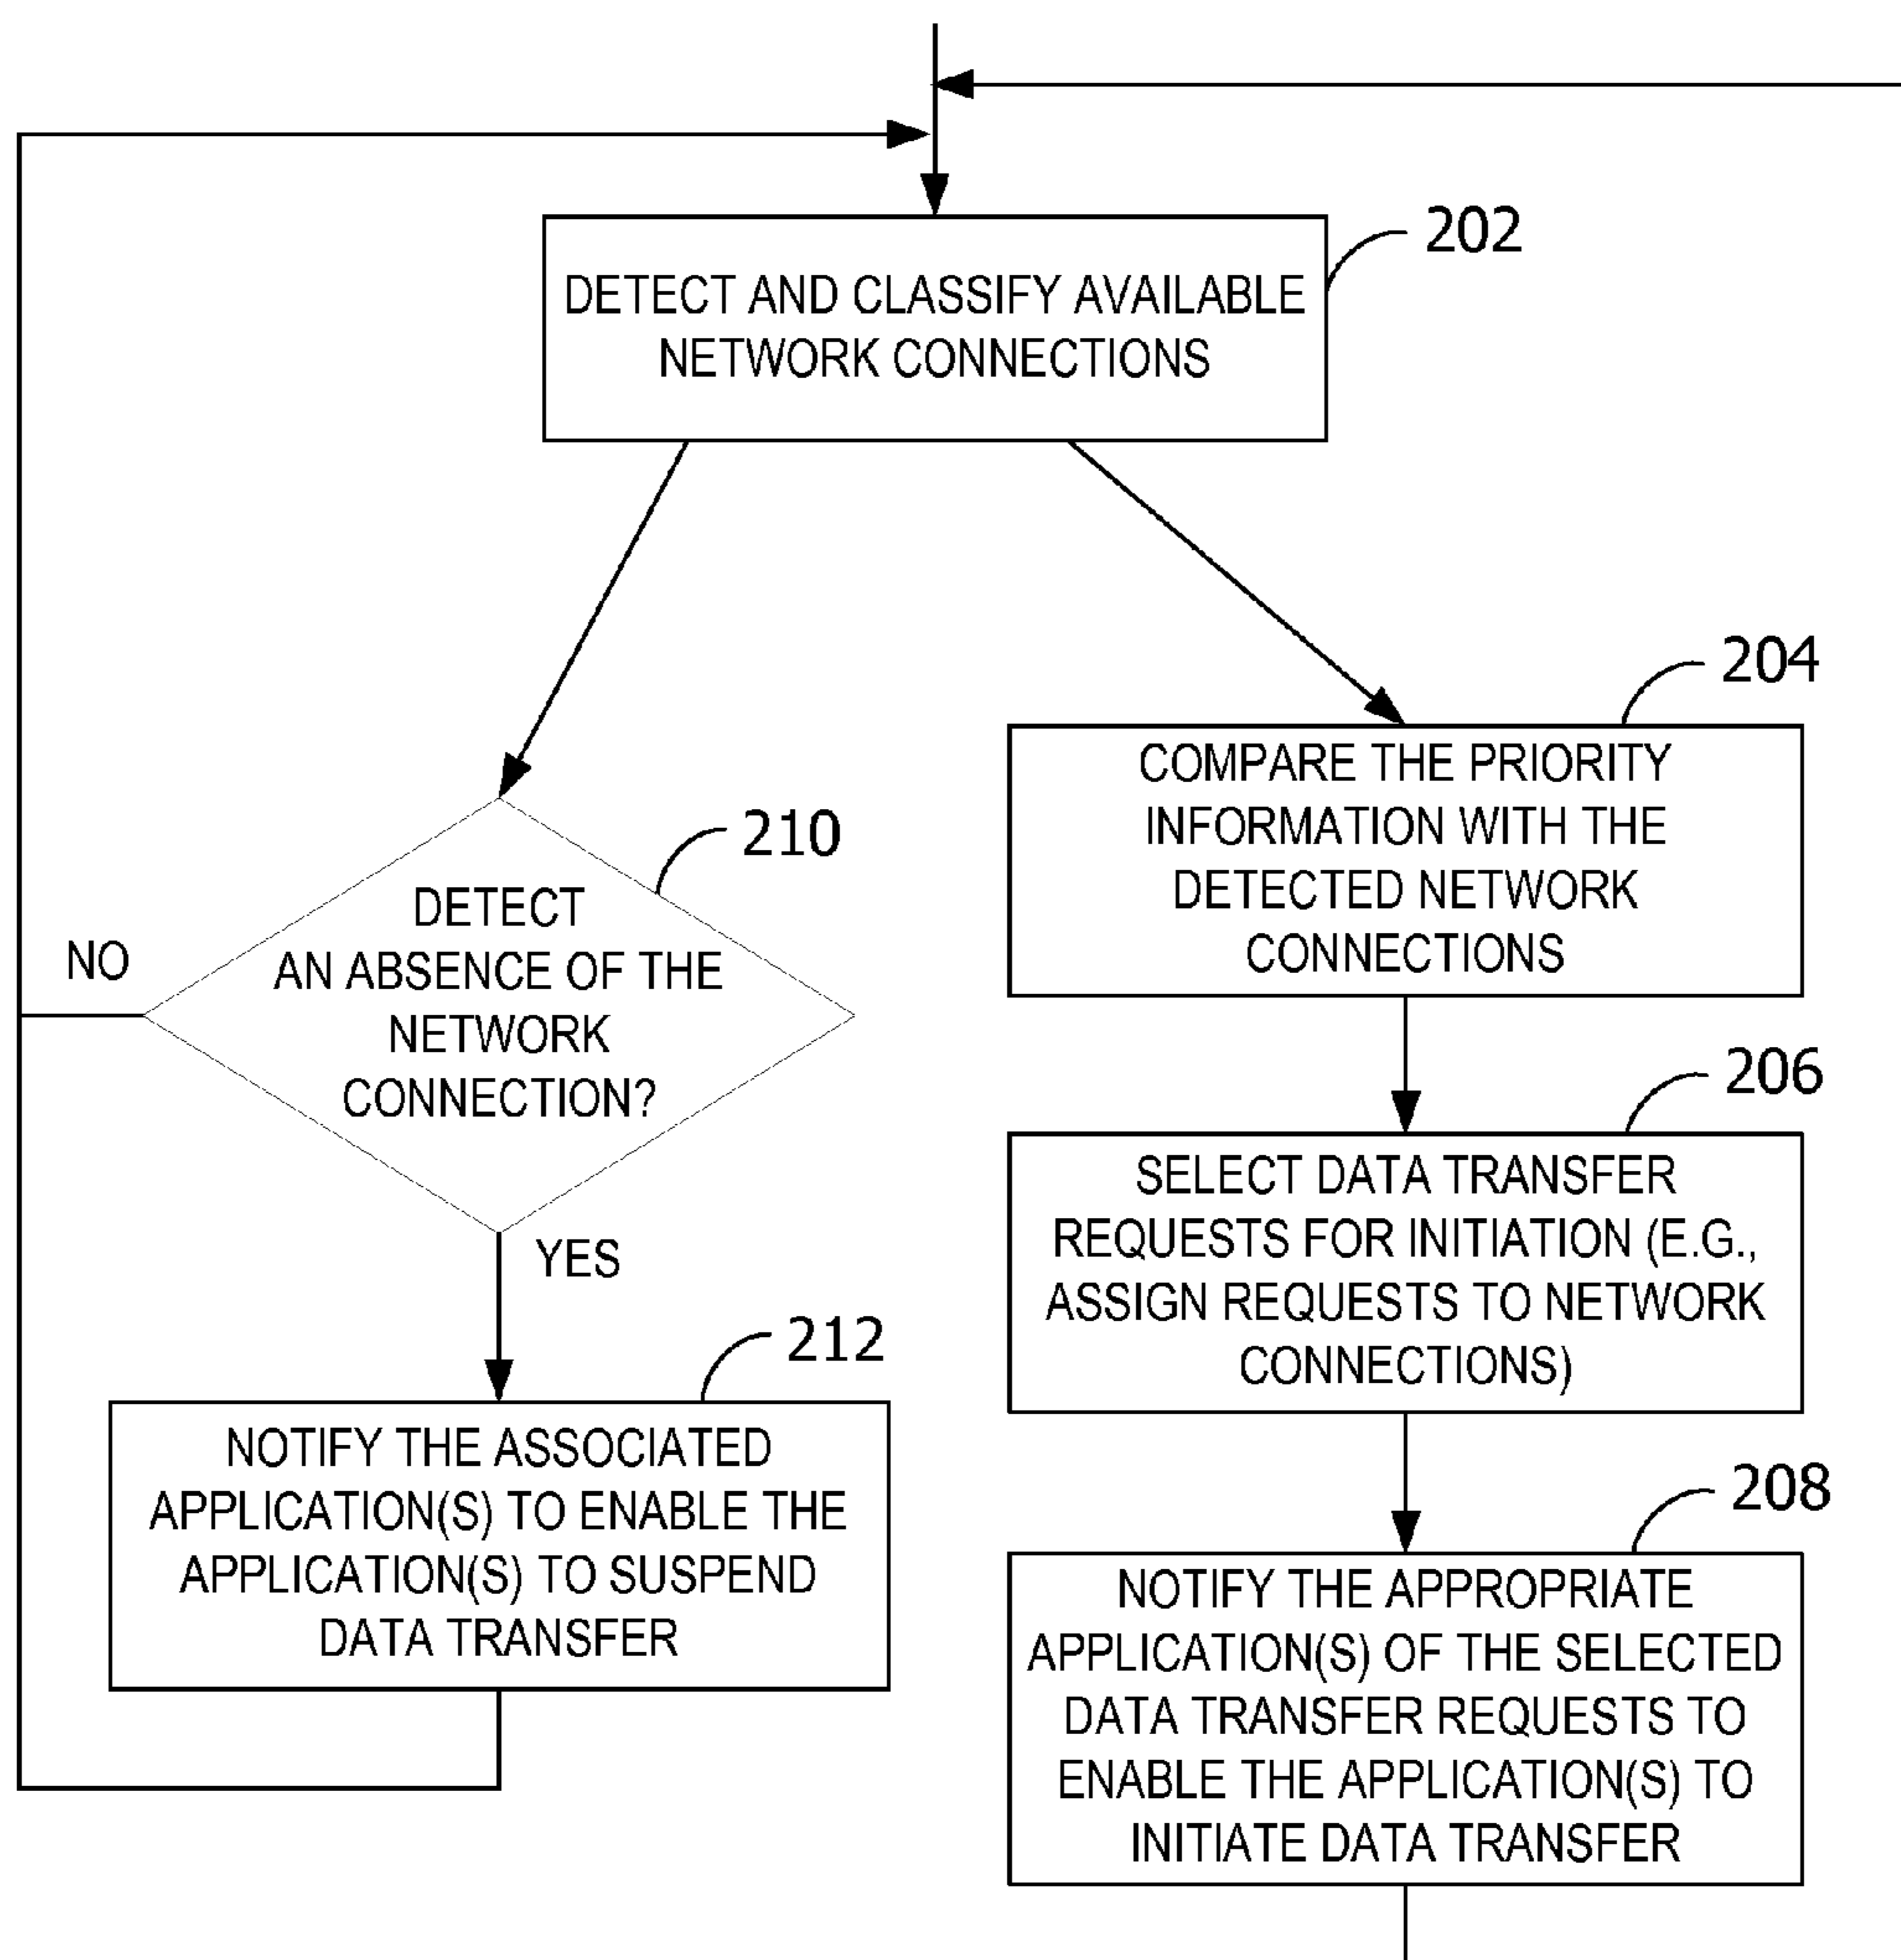 202
DETECT AND CLASSIFY AVAILABLE
NETWORK CONNECTIONS
204
COMPARE THE PRIORITY
INFORMATION WITH THE
DETECTED NETWORK
CONNECTIONS
210
DETECT
AN ABSENCE OF THE
NETWORK
CONNECTION?
NO
YES
206
SELECT DATA TRANSFER
REQUESTS FOR INITIATION (E.G.,
ASSIGN REQUESTS TO NETWORK
CONNECTIONS)
212
NOTIFY THE ASSOCIATED
APPLICATION(S) TO ENABLE THE
APPLICATION(S) TO SUSPEND
DATA TRANSFER
208
NOTIFY THE APPROPRIATE
APPLICATION(S) OF THE SELECTED
DATA TRANSFER REQUESTS TO
ENABLE THE APPLICATION(S) TO
INITIATE DATA TRANSFER